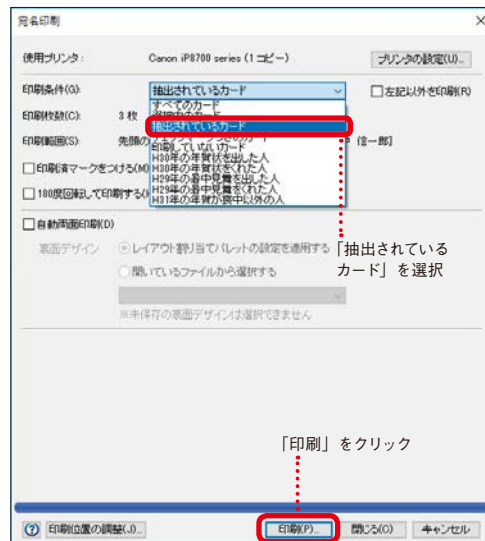 宛名印刷
使用プリンタ: Canon iP8700 series (1 コピー) プリンタの設定(U)...
印刷条件(G): 抽出されているカード □左記以外を印刷(R)
すべてのカード
印刷枚数(C): 3 枚
抽出されているカード
印刷範囲(S): 先頭の [信一郎]
印刷していないカード
H30年の年賀状を出した人
□印刷済マークをつける(M) H30年の年賀状をくれた人
H29年の暑中見舞を出した人
□180度回転して印刷する( H29年の暑中見舞をくれた人
H31年の年賀が喪中以外の人
□自動両面印刷(D)
裏面デザイン レイアウト割り当てパレットの設定を適用する
開いているファイルから選択する
※未保存の裏面デザインは選択できません
「抽出されている
カード」を選択
「印刷」をクリック
? 印刷位置の調整(J)... 印刷(P)... 閉じる(C) キャンセル